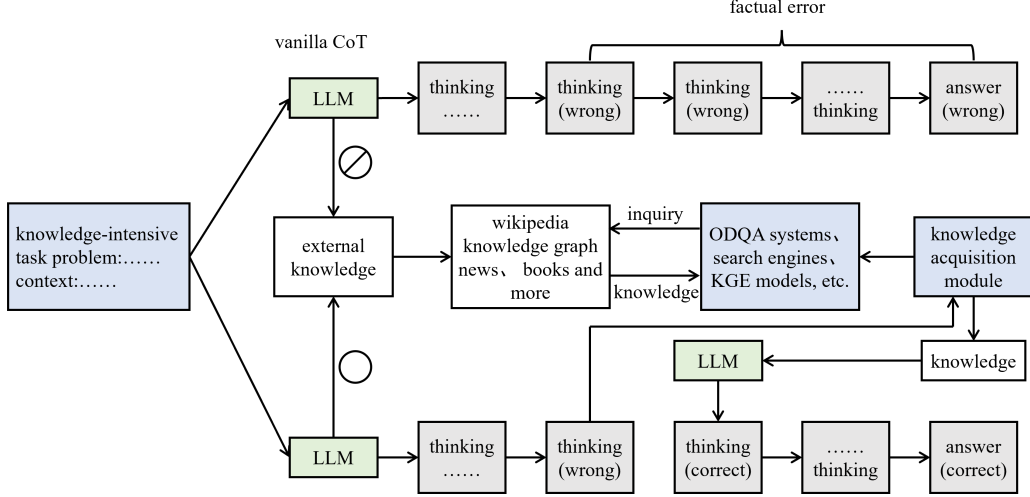 factual error
vanilla CoT
LLM
thinking
……
thinking
(wrong)
thinking
(wrong)
……
thinking
answer
(wrong)
knowledge-intensive
task problem:……
context:……
external
knowledge
wikipedia
knowledge graph
news、 books and
more
inquiry
knowledge
ODQA systems、
search engines、
KGE models, etc.
knowledge
acquisition
module
LLM
knowledge
LLM
thinking
……
thinking
(wrong)
thinking
(correct)
……
thinking
answer
(correct)